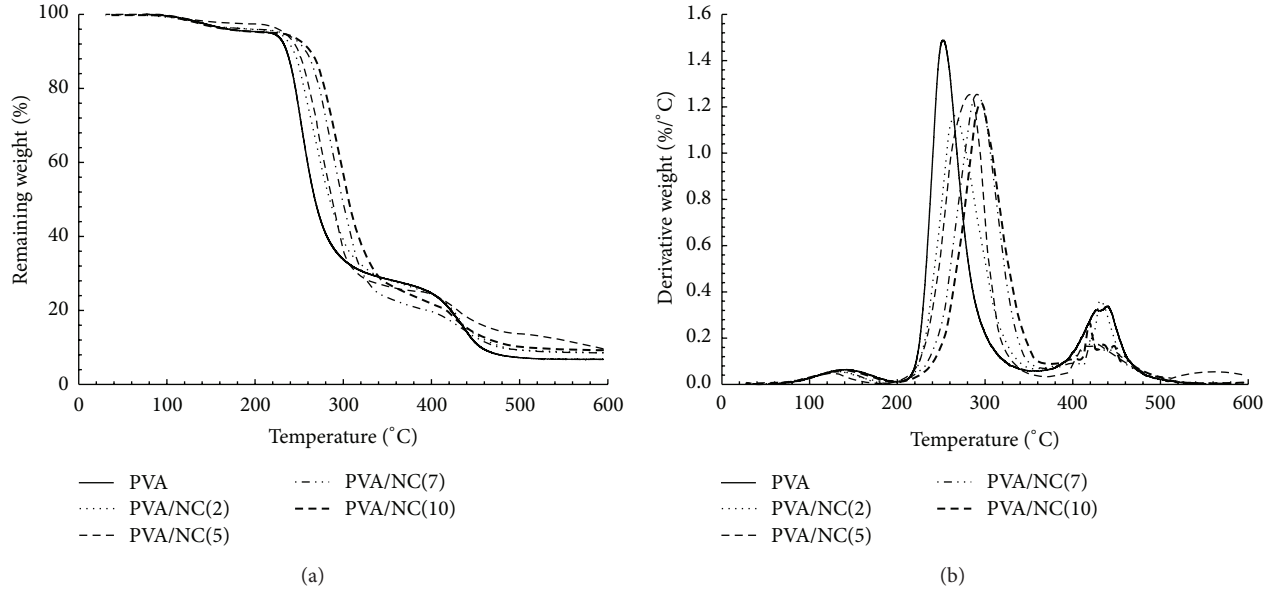 100
80
60
40
20
0
Remaining weight (%)
0 100 200 300 400 500 600
Temperature (˚C)
PVA
PVA/NC(2)
PVA/NC(5)
PVA/NC(7)
PVA/NC(10)
(a)
1.6
1.4
1.2
1.0
0.8
0.6
0.4
0.2
0.0
Derivative weight (%/˚C)
0 100 200 300 400 500 600
Temperature (˚C)
PVA
PVA/NC(2)
PVA/NC(5)
PVA/NC(7)
PVA/NC(10)
(b)